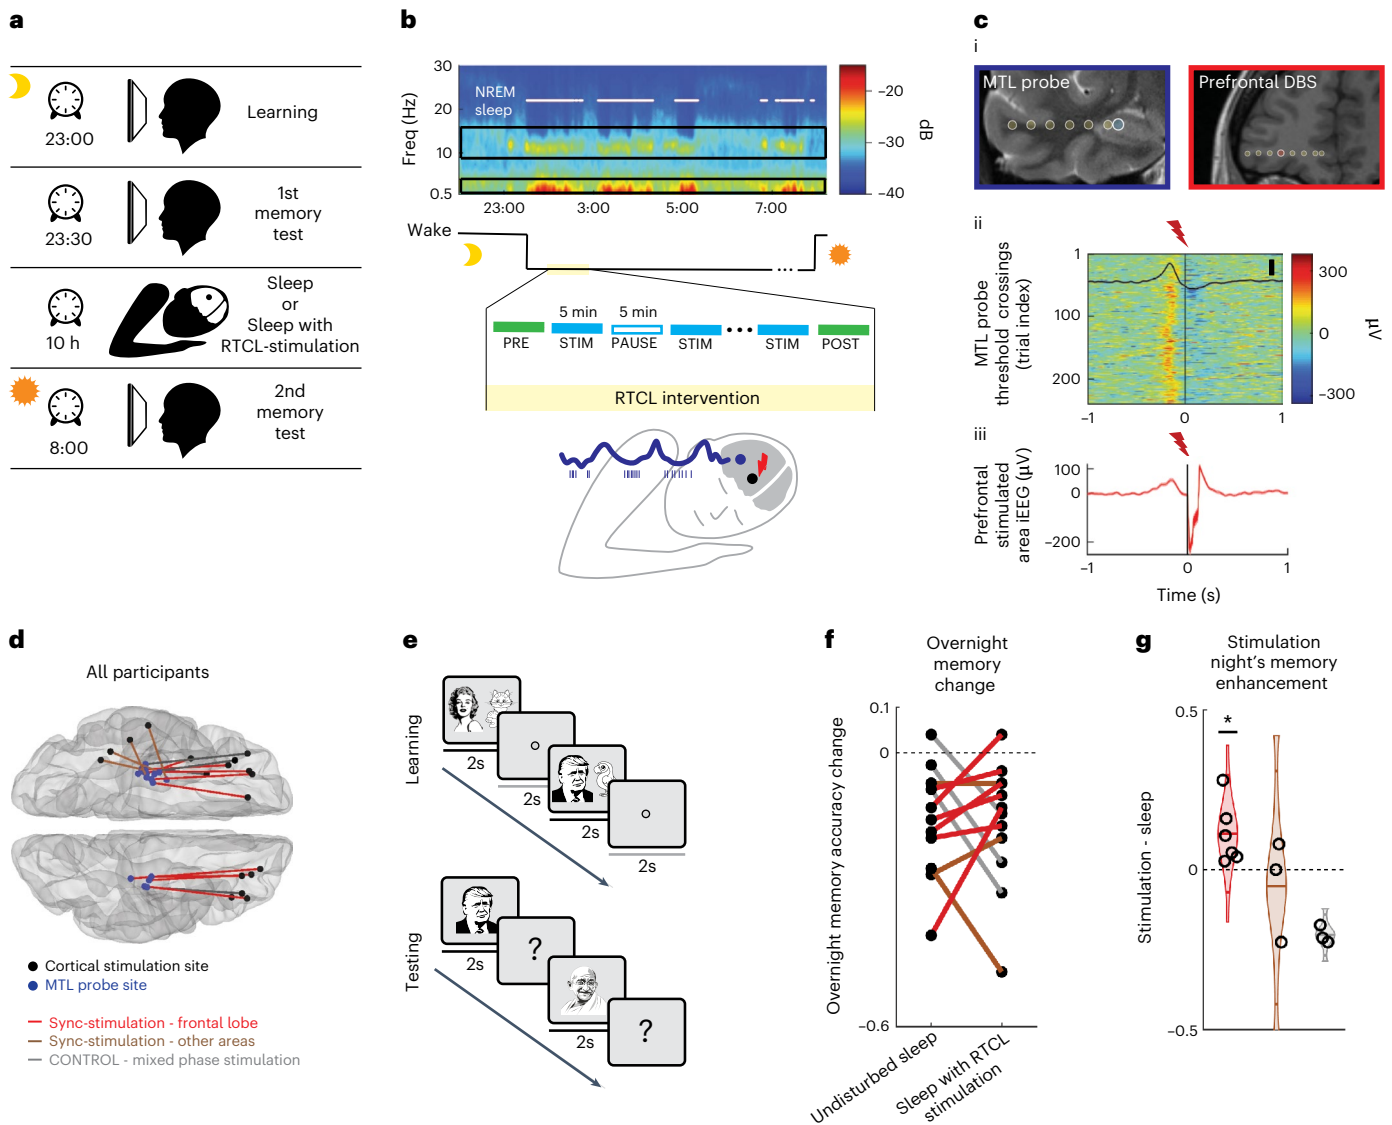 a
23:00
Learning
23:30
1st
memory
test
10 h
Sleep
or
Sleep with
RTCL-stimulation
8:00
2nd
memory
test
b
Freq (Hz)
30
20
10
0.5
NREM
sleep
23:00
3:00
5:00
7:00
−20
−30
−40
dB
Wake
...
5 min
5 min
PRE
STIM
PAUSE
STIM
STIM
POST
RTCL intervention
c
i
MTL probe
Prefrontal DBS
ii
MTL probe
threshold crossings
(trial index)
1
100
200
−1
0
1
300
0
−300
μV
iii
Prefrontal
stimulated
area iEEG (μV)
100
0
−200
−1
0
1
Time (s)
d
All participants
Cortical stimulation site
MTL probe site
Sync-stimulation - frontal lobe
Sync-stimulation - other areas
CONTROL - mixed phase stimulation
e
Learning
2s
2s
2s
2s
Testing
2s
?
2s
?
f
Overnight
memory
change
Overnight memory accuracy change
0.1
0
−0.6
Undisturbed sleep
Sleep with RTCL
stimulation
g
Stimulation
night's memory
enhancement
Stimulation - sleep
0.5
*
0
−0.5